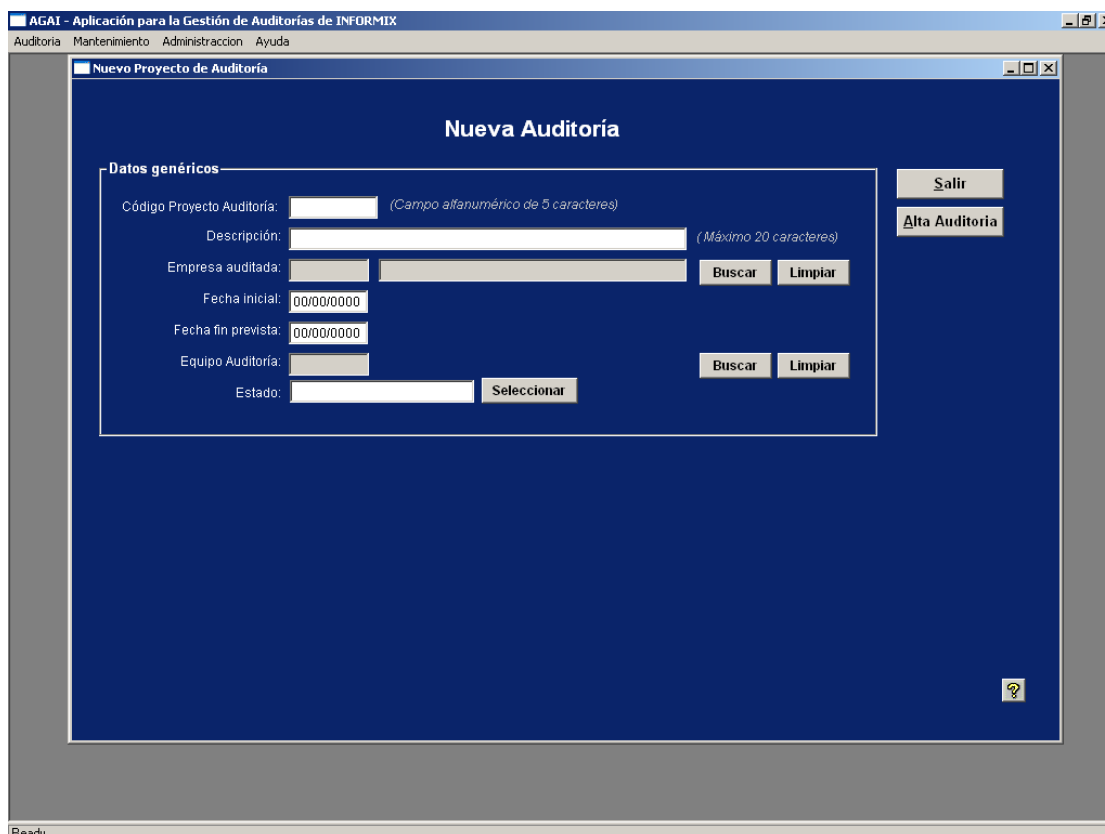 AGAI - Aplicación para la Gestión de Auditorías de INFORMIX
Auditoria Mantenimiento Administraccion Ayuda
Nuevo Proyecto de Auditoría
Nueva Auditoría
Datos genéricos
Salir
Código Proyecto Auditoría: (Campo alfanumérico de 5 caracteres)
Alta Auditoria
Descripción: ( Máximo 20 caracteres)
Empresa auditada: Buscar Limpiar
Fecha inicial: 00/00/0000
Fecha fin prevista: 00/00/0000
Equipo Auditoría: Buscar Limpiar
Estado: Seleccionar
?
Ready